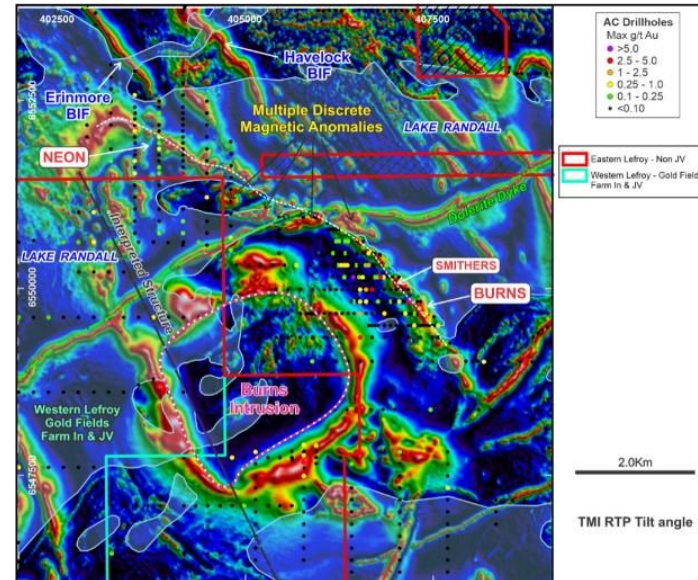 402500
405000
407500
6552500
6550000
6547500
Havelock
BIF
Erinmore
BIF
Multiple Discrete
Magnetic Anomalies
LAKE RANDALL
NEON
Dolerite Dyke
LAKE RANDALL
Interpreted Structure
SMITHERS
BURNS
Burns
Intrusion
Western Lefroy
Gold Fields
Farm In & JV
AC Drillholes
Max g/t Au
>5.0
2.5 - 5.0
1 - 2.5
0.25 - 1.0
0.1 - 0.25
<0.10
Eastern Lefroy - Non JV
Western Lefroy - Gold Fields
Farm In & JV
2.0Km
TMI RTP Tilt angle